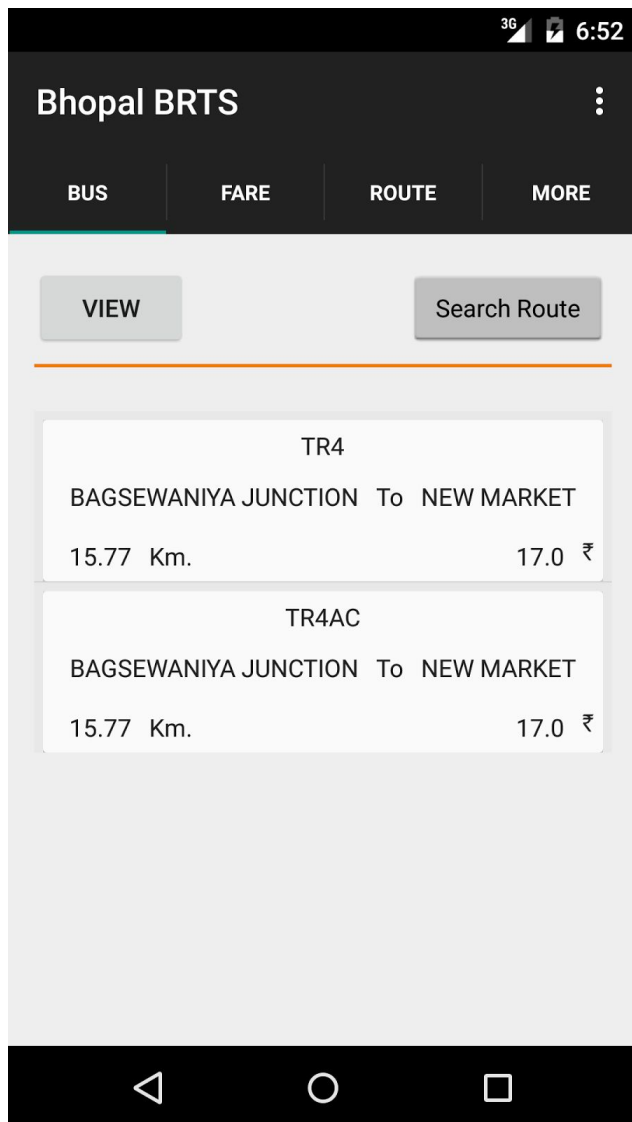 3G 6:52
Bhopal BRTS
BUS FARE ROUTE MORE
VIEW Search Route
TR4
BAGSEWANIYA JUNCTION To NEW MARKET
15.77 Km. 17.0 ₹
TR4AC
BAGSEWANIYA JUNCTION To NEW MARKET
15.77 Km. 17.0 ₹